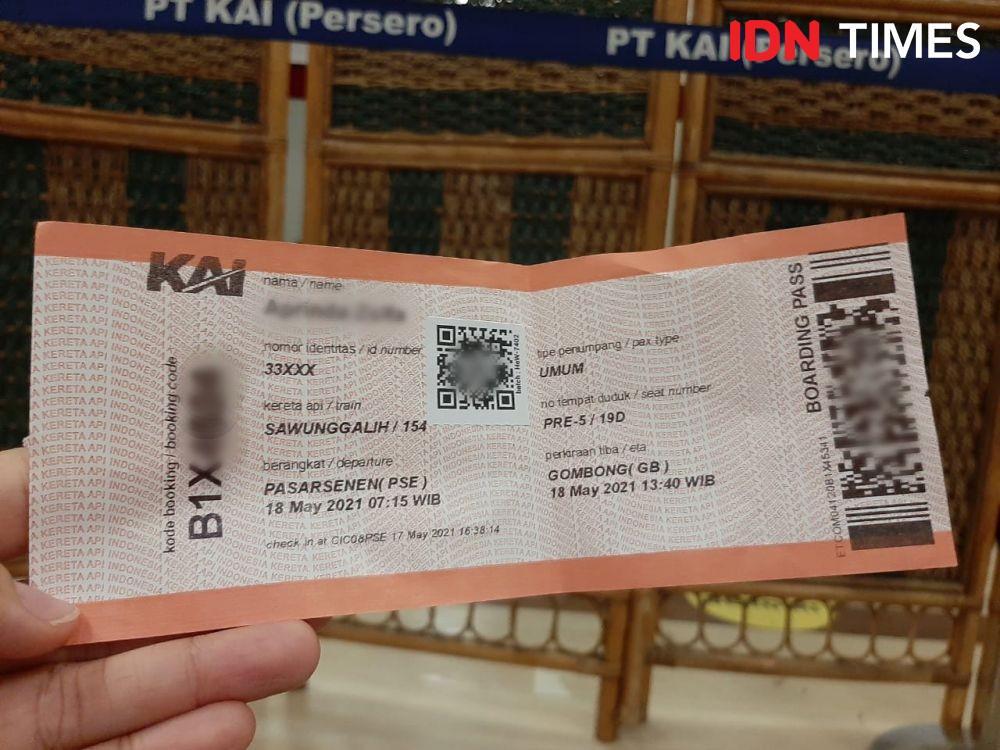 PT KAI (Persero)
PT KAI (Persero)
IDN TIMES
KAI
kode booking / booking code
B1X
nama / name
nomor identitas / id number
33XXX
kereta api / train
SAWUNGGALIH / 154
berangkat / departure
PASARSENEN( PSE )
18 May 2021 07:15 WIB
check in at CIC08PSE 17 May 2021 16:38:14
tipe penumpang / pax type
UMUM
no tempat duduk / seat number
PRE-5 / 19D
perkiraan tiba / eta
GOMBONG( GB )
18 May 2021 13:40 WIB
BOARDING PASS
KERETA API INDONESIA